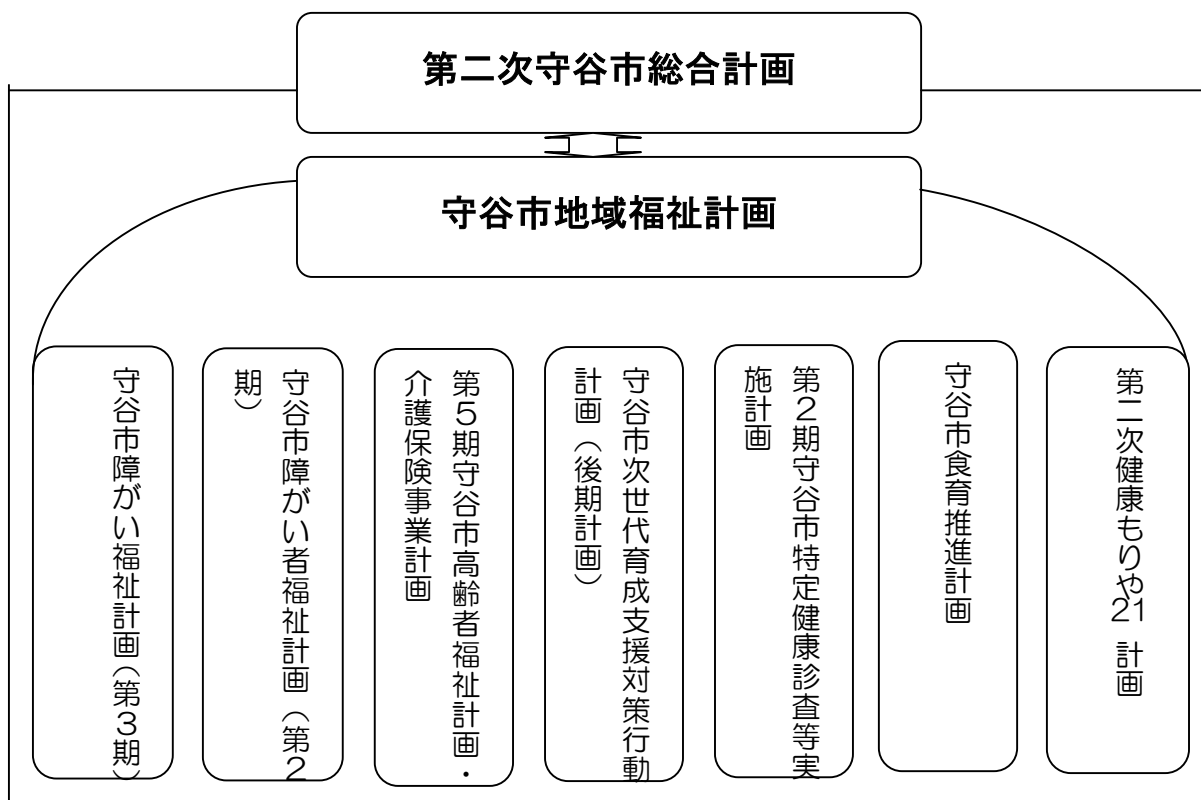 第二次守谷市総合計画
守谷市地域福祉計画
第二次健康もりや21 計画
守谷市食育推進計画
第2期守谷市特定健康診査等実
施計画
守谷市次世代育成支援対策行動
計画（後期計画）
第5期守谷市高齢者福祉計画・
介護保険事業計画
守谷市障がい者福祉計画（第2
期）
守谷市障がい福祉計画（第3期）